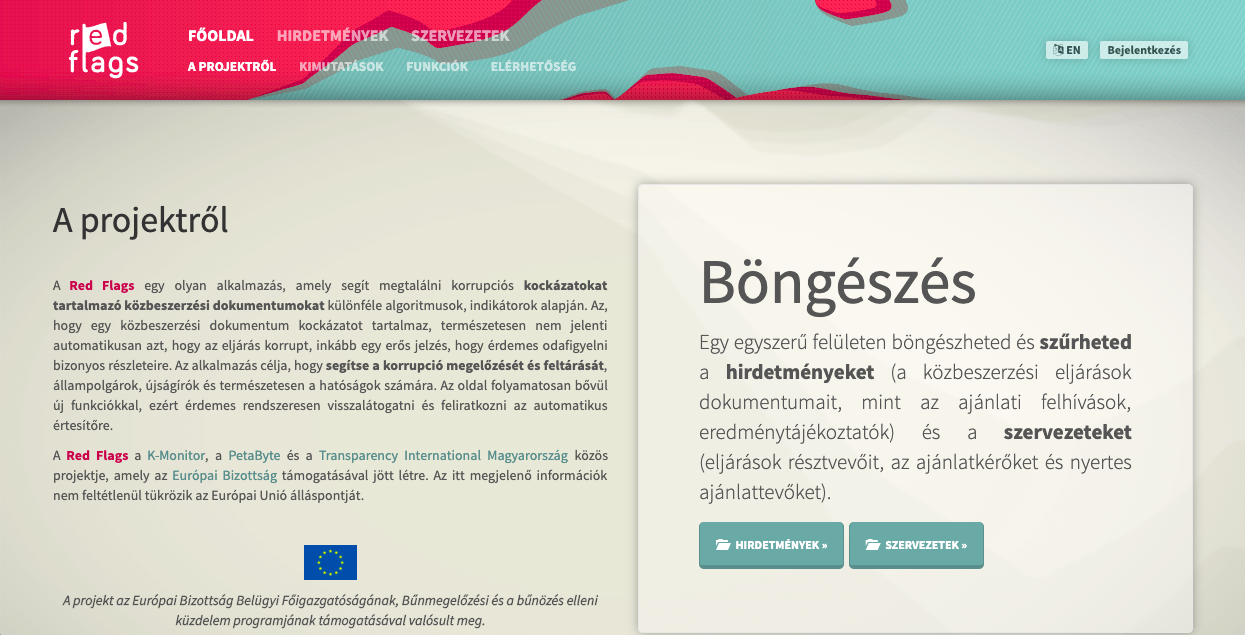 red
flags
FŐOLDAL HIRDETMÉNYEK SZERVEZETEK
A PROJEKTRŐL KIMUTATÁSOK FUNKCIÓK ELÉRHETŐSÉG
EN Bejelentkezés
A projektről
A Red Flags egy olyan alkalmazás, amely segít megtalálni korrupciós kockázatokat
tartalmazó közbeszerzési dokumentumokat különféle algoritmusok, indikátorok alapján. Az,
hogy egy közbeszerzési dokumentum kockázatot tartalmaz, természetesen nem jelenti
automatikusan azt, hogy az eljárás korrupt, inkább egy erős jelzés, hogy érdemes odafigyelni
bizonyos részleteire. Az alkalmazás célja, hogy segítse a korrupció megelőzését és feltárását,
állampolgárok, újságírók és természetesen a hatóságok számára. Az oldal folyamatosan bővül
új funkciókkal, ezért érdemes rendszeresen visszalátogatni és feliratkozni az automatikus
értesítőre.
A Red Flags a K-Monitor, a PetaByte és a Transparency International Magyarország közös
projektje, amely az Európai Bizottság támogatásával jött létre. Az itt megjelenő információk
nem feltétlenül tükrözik az Európai Unió álláspontját.
A projekt az Európai Bizottság Belügyi Főigazgatóságának, Bűnmegelőzési és a bűnözés elleni
küzdelem programjának támogatásával valósult meg.
Böngészés
Egy egyszerű felületen böngészheted és szűrheted
a hirdetményeket (a közbeszerzési eljárások
dokumentumait, mint az ajánlati felhívások,
eredménytájékoztatók) és a szervezeteket
(eljárások résztvevőit, az ajánlatkérőket és nyertes
ajánlattevőket).
HIRDETMÉNYEK » SZERVEZETEK »